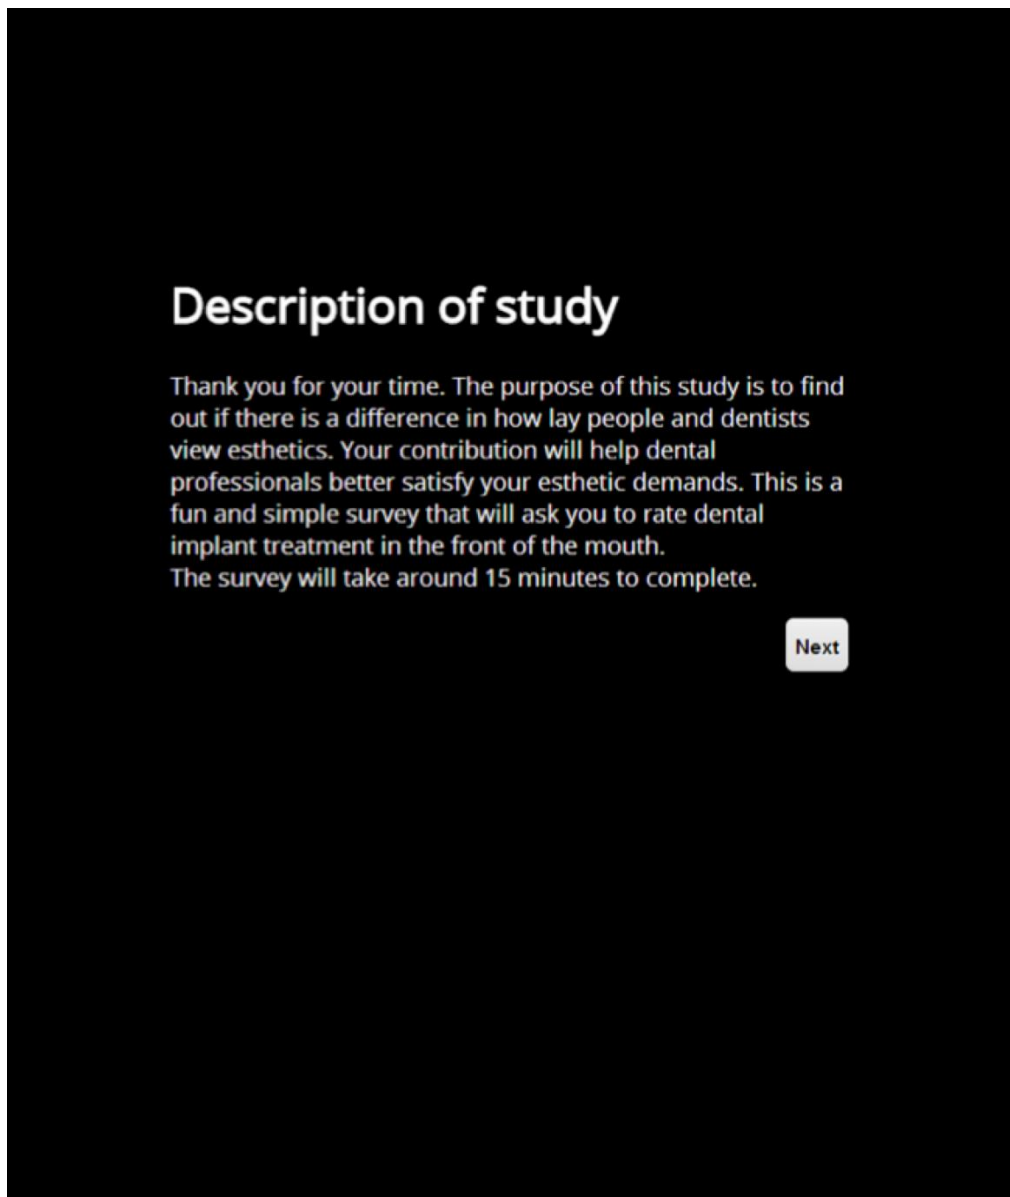 Description of study
Thank you for your time. The purpose of this study is to find
out if there is a difference in how lay people and dentists
view esthetics. Your contribution will help dental
professionals better satisfy your esthetic demands. This is a
fun and simple survey that will ask you to rate dental
implant treatment in the front of the mouth.
The survey will take around 15 minutes to complete.
Next